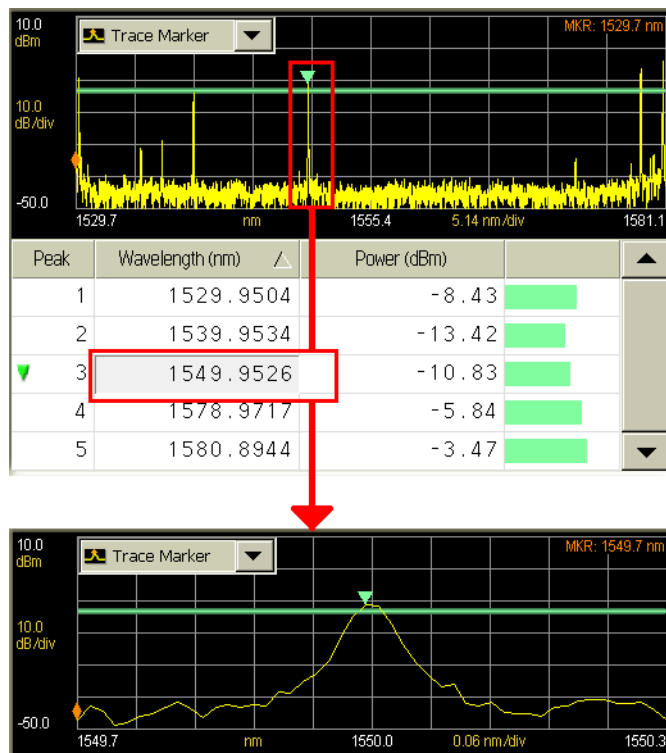 10.0
dBm
Trace Marker
MKR: 1529.7 nm
10.0
dB/div
-50.0
1529.7 nm 1555.4 5.14 nm/div 1581.1
Peak Wavelength (nm) Power (dBm)
1 1529.9504 -8.43
2 1539.9534 -13.42
3 1549.9526 -10.83
4 1578.9717 -5.84
5 1580.8944 -3.47
10.0
dBm
Trace Marker
MKR: 1549.7 nm
10.0
dB/div
-50.0
1549.7 nm 1550.0 0.06 nm/div 1550.3